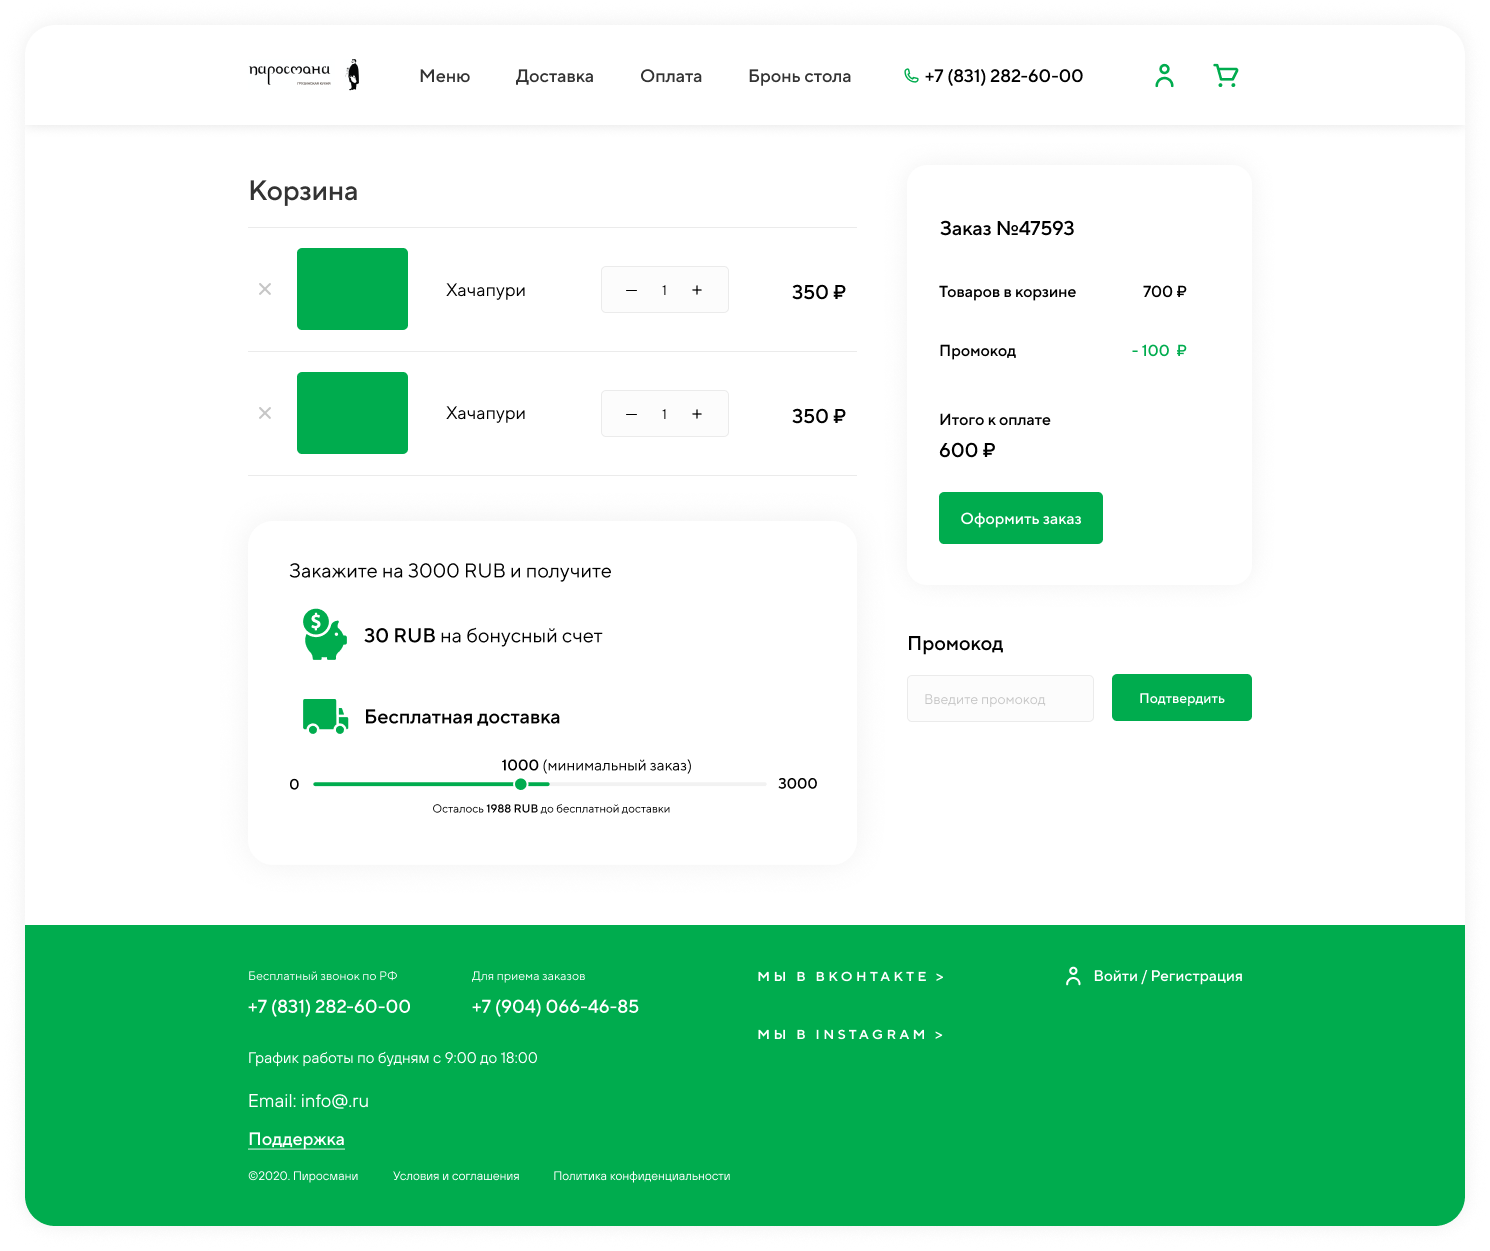 пиросмани
Меню
Доставка
Оплата
Бронь стола
+7 (831) 282-60-00
Корзина
Хачапури
— 1 +
350 ₽
Хачапури
— 1 +
350 ₽
Закажите на 3000 RUB и получите
30 RUB на бонусный счет
Бесплатная доставка
1000 (минимальный заказ)
0
3000
Осталось 1988 RUB до бесплатной доставки
Заказ №47593
Товаров в корзине 700 ₽
Промокод - 100 ₽
Итого к оплате
600 ₽
Оформить заказ
Промокод
Введите промокод
Подтвердить
Бесплатный звонок по РФ
+7 (831) 282-60-00
Для приема заказов
+7 (904) 066-46-85
График работы по будням с 9:00 до 18:00
Email: info@.ru
Поддержка
©2020. Пиросмани
Условия и соглашения
Политика конфиденциальности
МЫ В ВКОНТАКТЕ >
МЫ В INSTAGRAM >
Войти / Регистрация